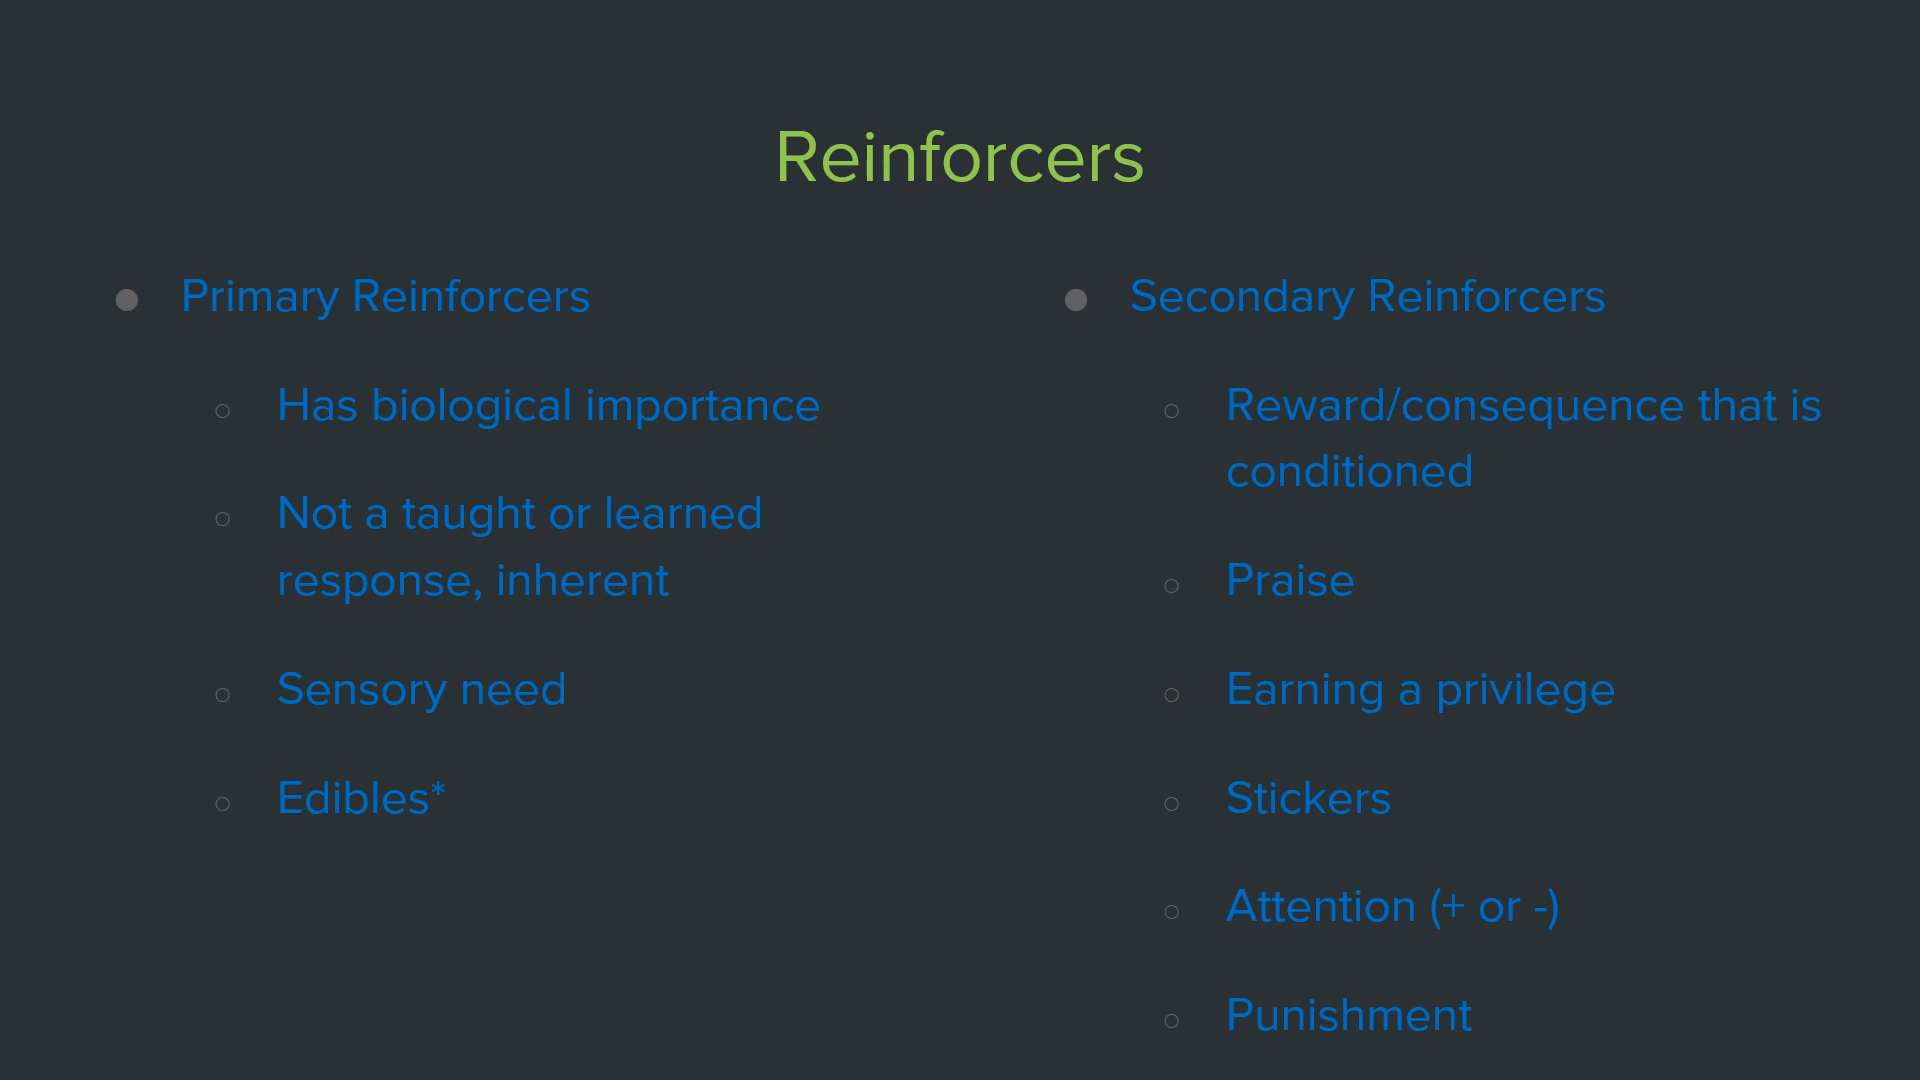 Reinforcers
Primary Reinforcers
Has biological importance
Not a taught or learned
response, inherent
Sensory need
Edibles*
Secondary Reinforcers
Reward/consequence that is
conditioned
Praise
Earning a privilege
Stickers
Attention (+ or -)
Punishment